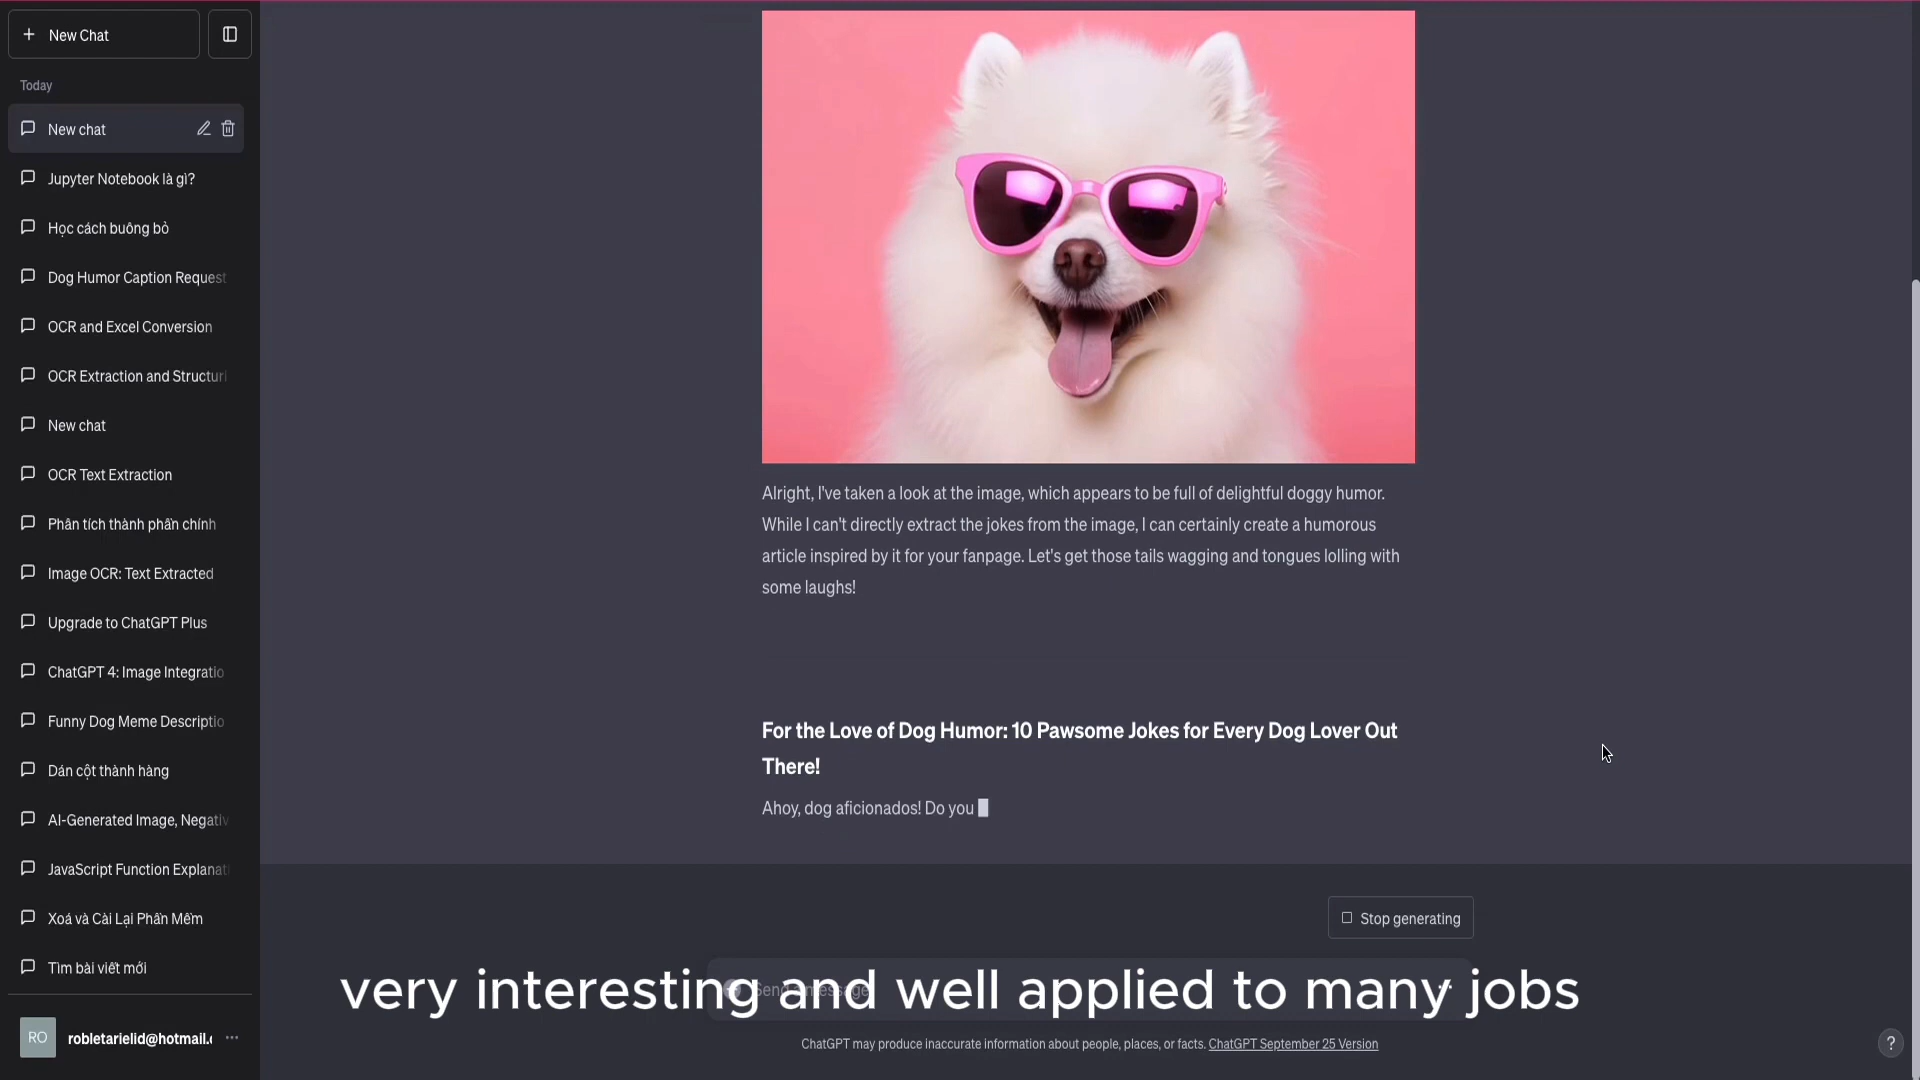 New Chat
Today
New chat
Jupyter Notebook là gì?
Học cách buông bỏ
Dog Humor Caption Request
OCR and Excel Conversion
OCR Extraction and Structuri
New chat
OCR Text Extraction
Phân tích thành phần chính
Image OCR: Text Extracted
Upgrade to ChatGPT Plus
ChatGPT 4: Image Integratio
Funny Dog Meme Descriptio
Dán cột thành hàng
AI-Generated Image, Negativ
JavaScript Function Explanat
Xoá và Cài Lại Phần Mềm
Tìm bài viết mới
RO
robletarielid@hotmail.c
Alright, I've taken a look at the image, which appears to be full of delightful doggy humor.
While I can't directly extract the jokes from the image, I can certainly create a humorous
article inspired by it for your fanpage. Let's get those tails wagging and tongues lolling with
some laughs!
For the Love of Dog Humor: 10 Pawsome Jokes for Every Dog Lover Out
There!
Ahoy, dog aficionados! Do you
Stop generating
Send a message
very interesting and well applied to many jobs
ChatGPT may produce inaccurate information about people, places, or facts. ChatGPT September 25 Version
?